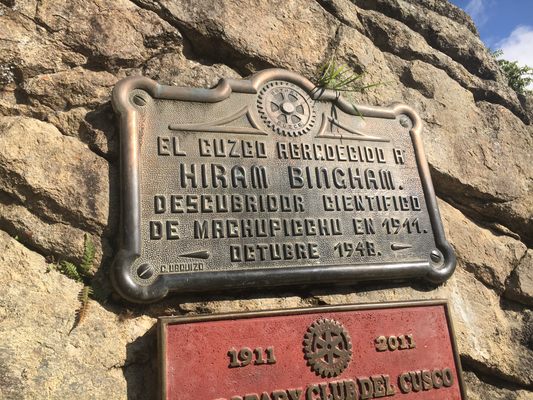 EL CUZCO AGRADECIDO A
HIRAM BINGHAM.
DESCUBRIDOR CIENTIFICO
DE MACHUPICCHU EN 1911.
OCTUBRE 1948.
C. URQUIZO
1911 2011
ROTARY CLUB DEL CUSCO